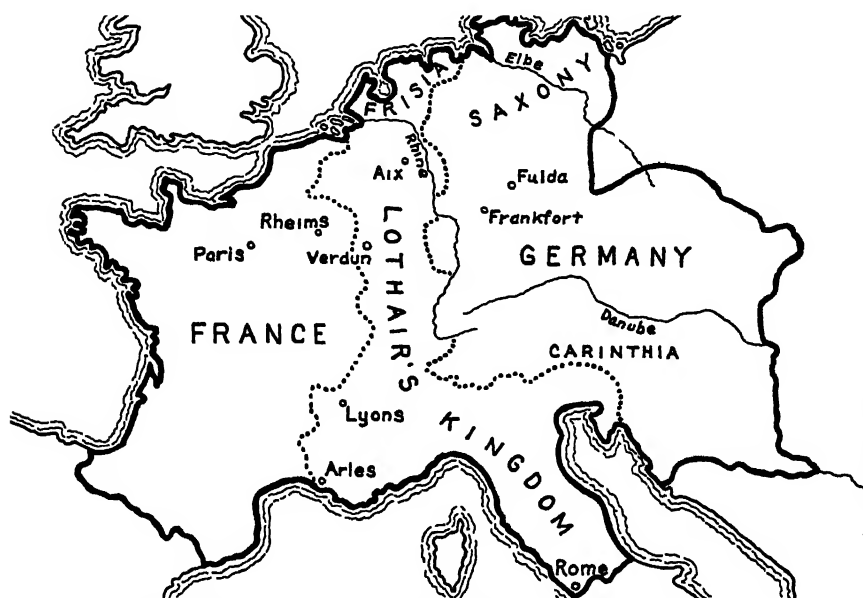 Elbe
FRISIA
SAXONY
Rhine
Aix
Fulda
Frankfort
Rheims
Paris
Verdun
GERMANY
LOTHAIR'S
KINGDOM
FRANCE
Danube
CARINTHIA
Lyons
Arles
Rome